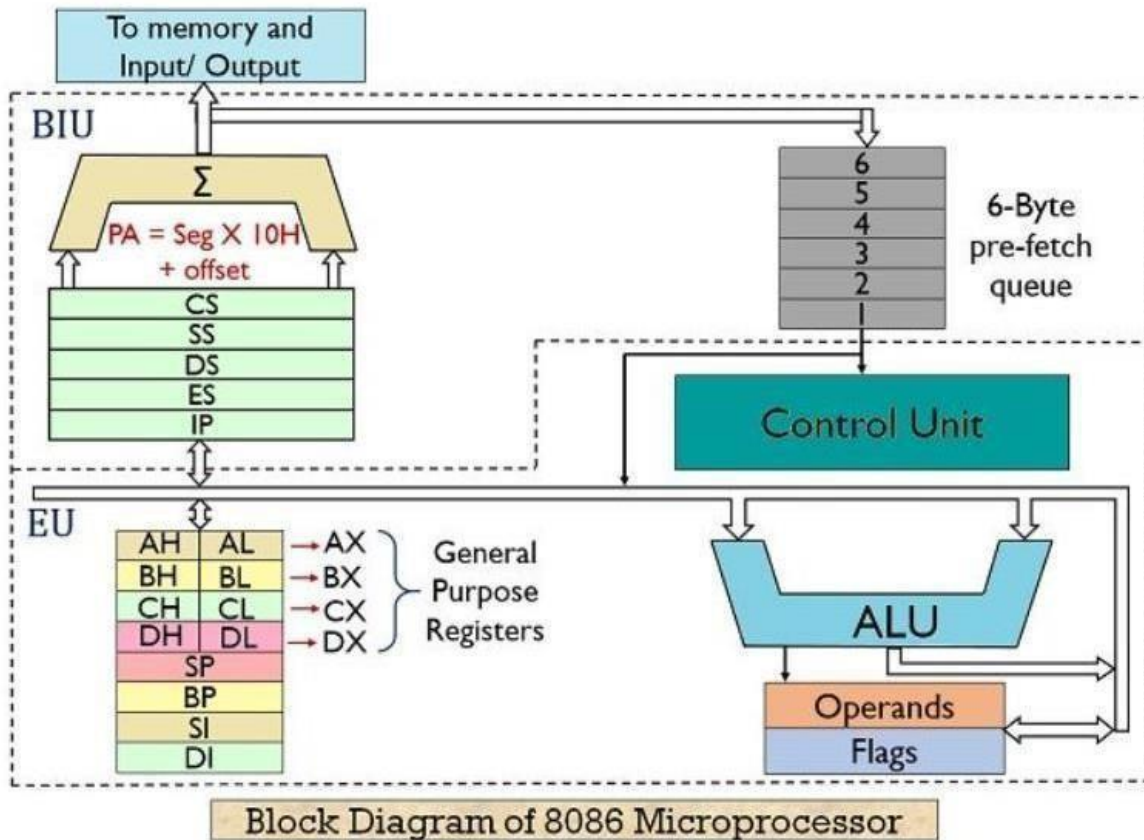 To memory and
Input/ Output
BIU
Σ
PA = Seg X 10H
+ offset
CS
SS
DS
ES
IP
6
5
4
3
2
1
6-Byte
pre-fetch
queue
Control Unit
EU
AH AL AX
BH BL BX
CH CL CX
DH DL DX
SP
BP
SI
DI
General
Purpose
Registers
ALU
Operands
Flags
Block Diagram of 8086 Microprocessor